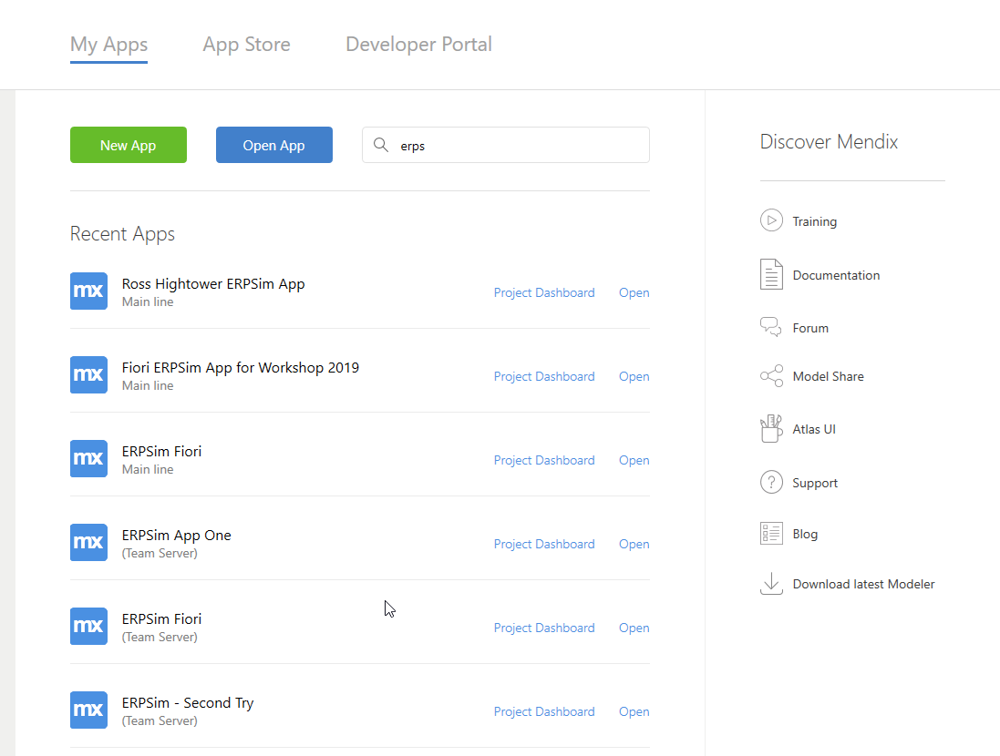 My Apps App Store Developer Portal
New App Open App erps
Recent Apps
mx Ross Hightower ERPSim App
Main line
Project Dashboard Open
mx Fiori ERPSim App for Workshop 2019
Main line
Project Dashboard Open
mx ERPSim Fiori
Main line
Project Dashboard Open
mx ERPSim App One
(Team Server)
Project Dashboard Open
mx ERPSim Fiori
(Team Server)
Project Dashboard Open
mx ERPSim - Second Try
(Team Server)
Project Dashboard Open
Discover Mendix
Training
Documentation
Forum
Model Share
Atlas UI
? Support
Blog
Download latest Modeler